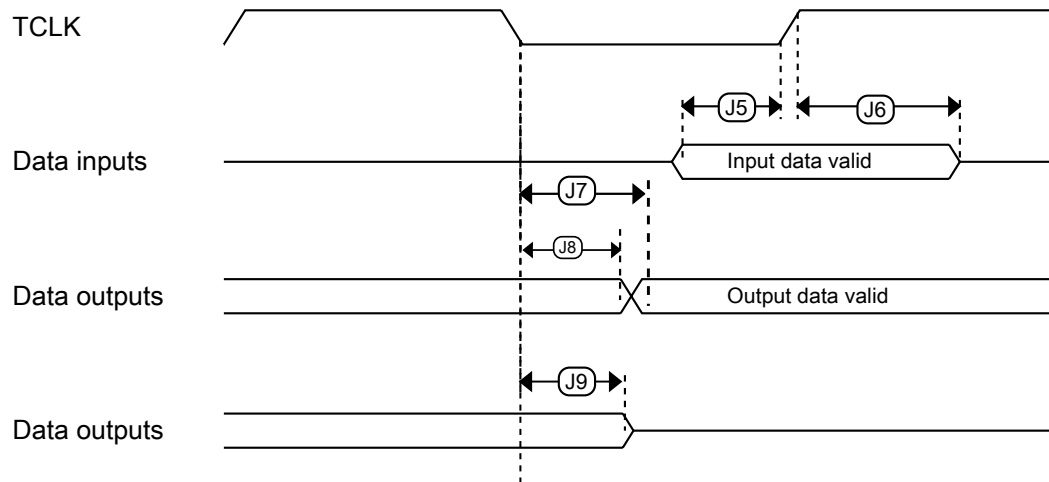 TCLK
J5
J6
Data inputs
Input data valid
J7
J8
Data outputs
Output data valid
J9
Data outputs